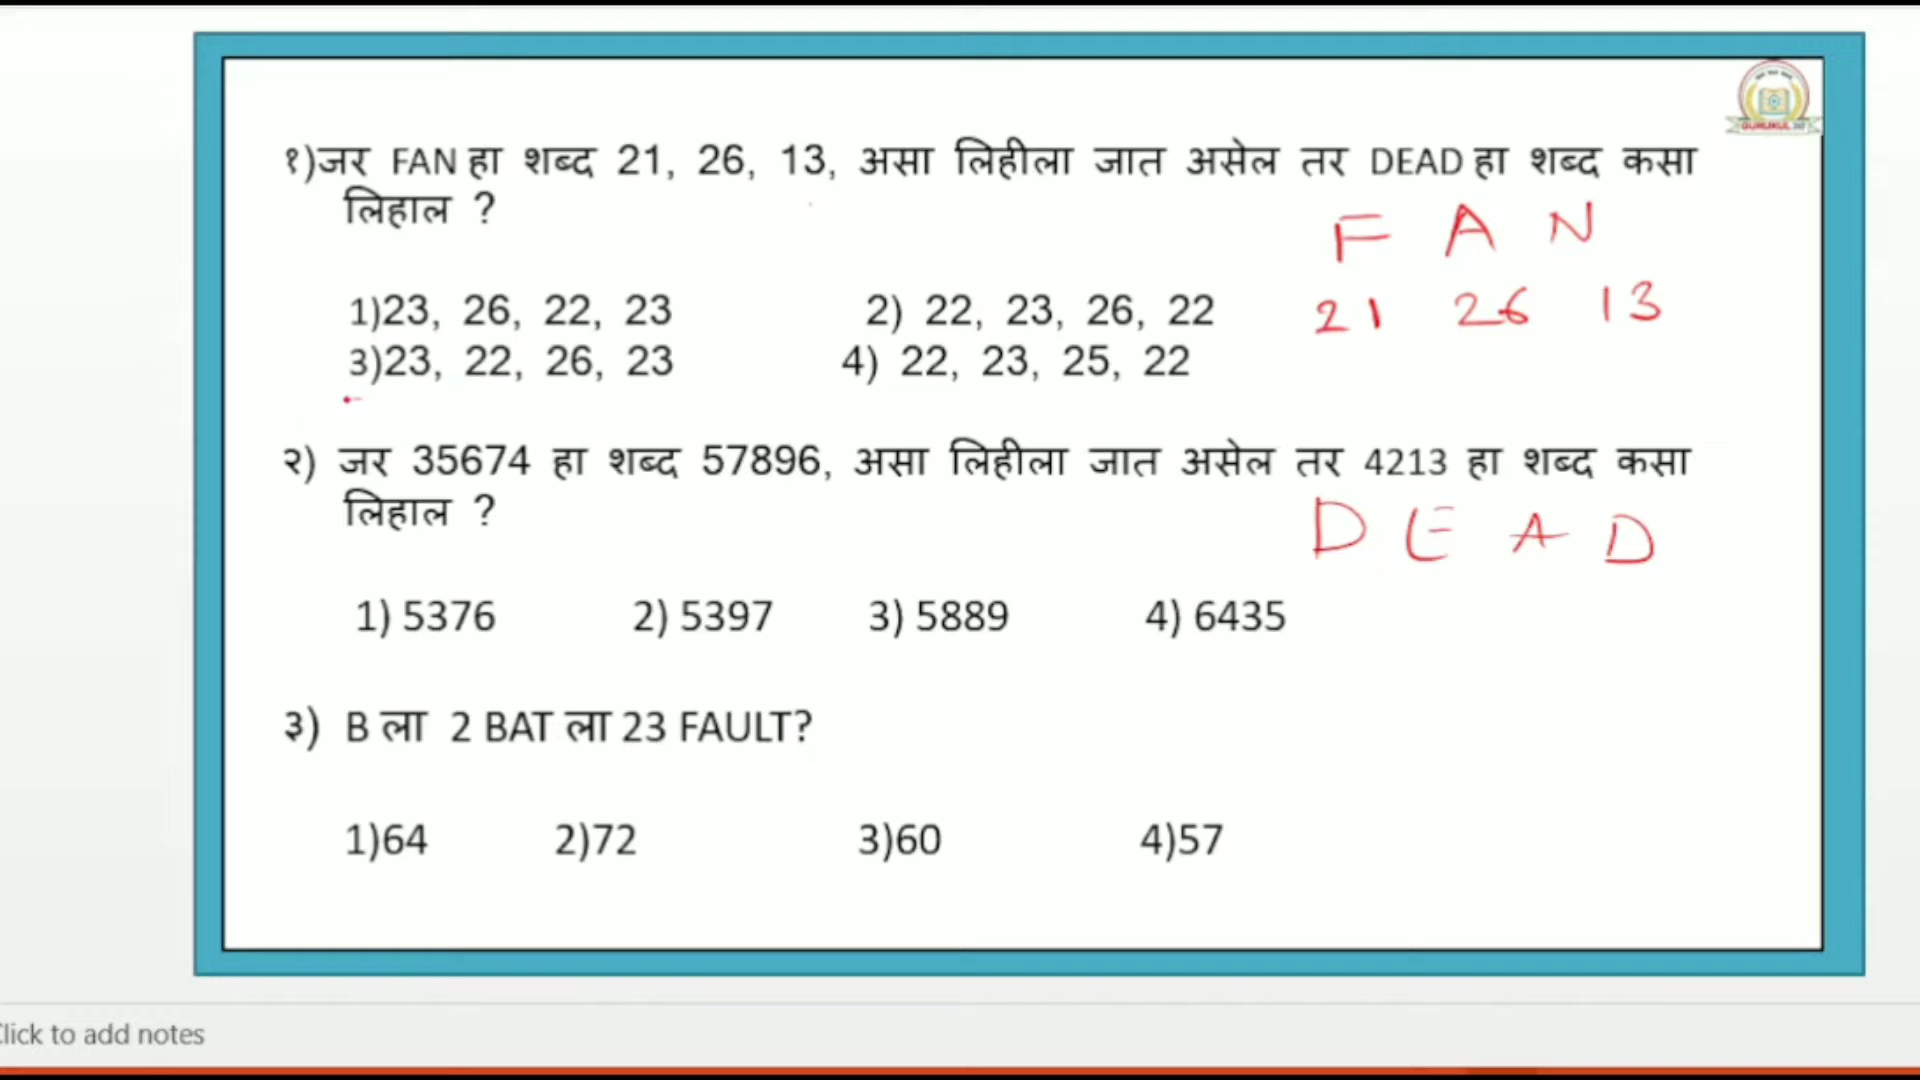 १)जर FAN हा शब्द 21, 26, 13, असा लिहीला जात असेल तर DEAD हा शब्द कसा
लिहाल ?
F A N
1)23, 26, 22, 23 2) 22, 23, 26, 22
21 26 13
3)23, 22, 26, 23 4) 22, 23, 25, 22
२) जर 35674 हा शब्द 57896, असा लिहीला जात असेल तर 4213 हा शब्द कसा
लिहाल ?
D E A D
1) 5376 2) 5397 3) 5889 4) 6435
३) B ला 2 BAT ला 23 FAULT?
1)64 2)72 3)60 4)57
Click to add notes